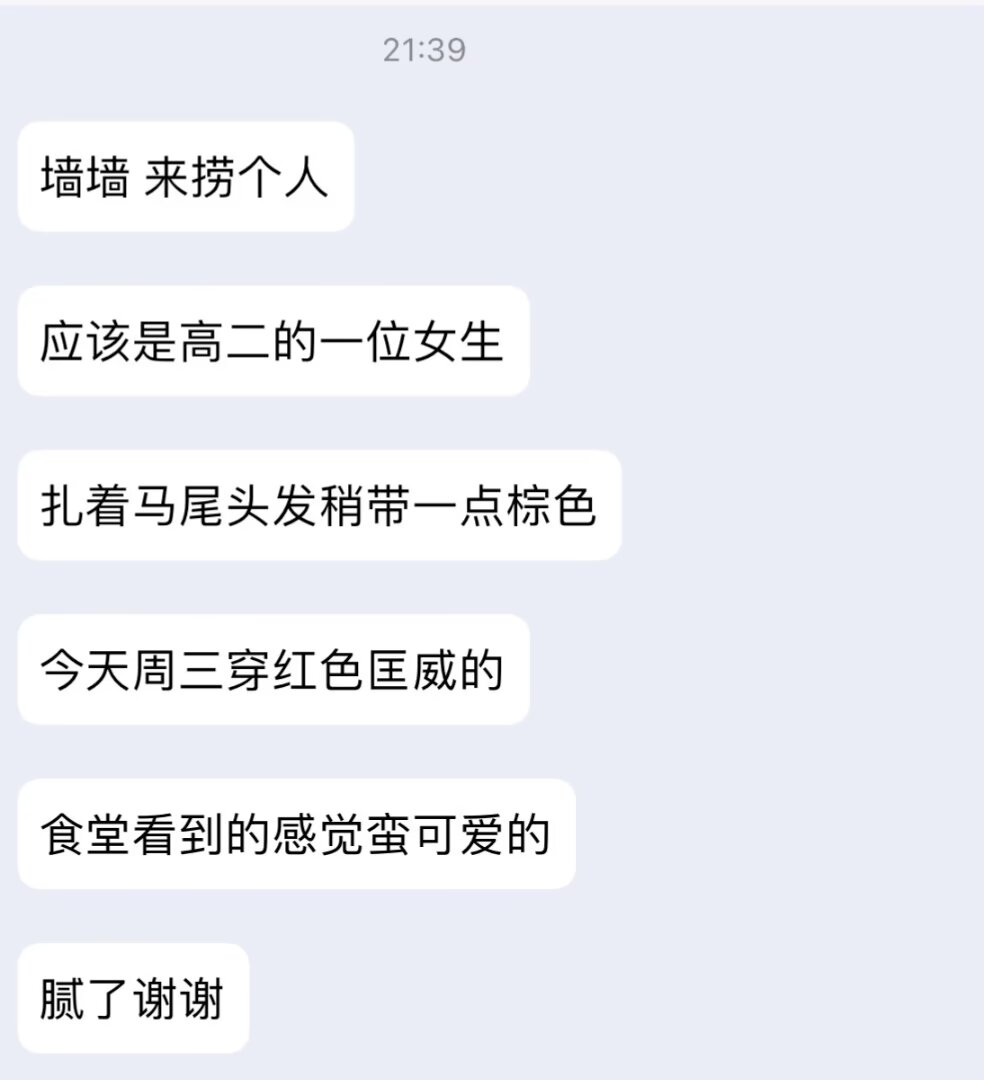 21:39
墙墙 来捞个人
应该是高二的一位女生
扎着马尾头发稍带一点棕色
今天周三穿红色匡威的
食堂看到的感觉蛮可爱的
腻了谢谢